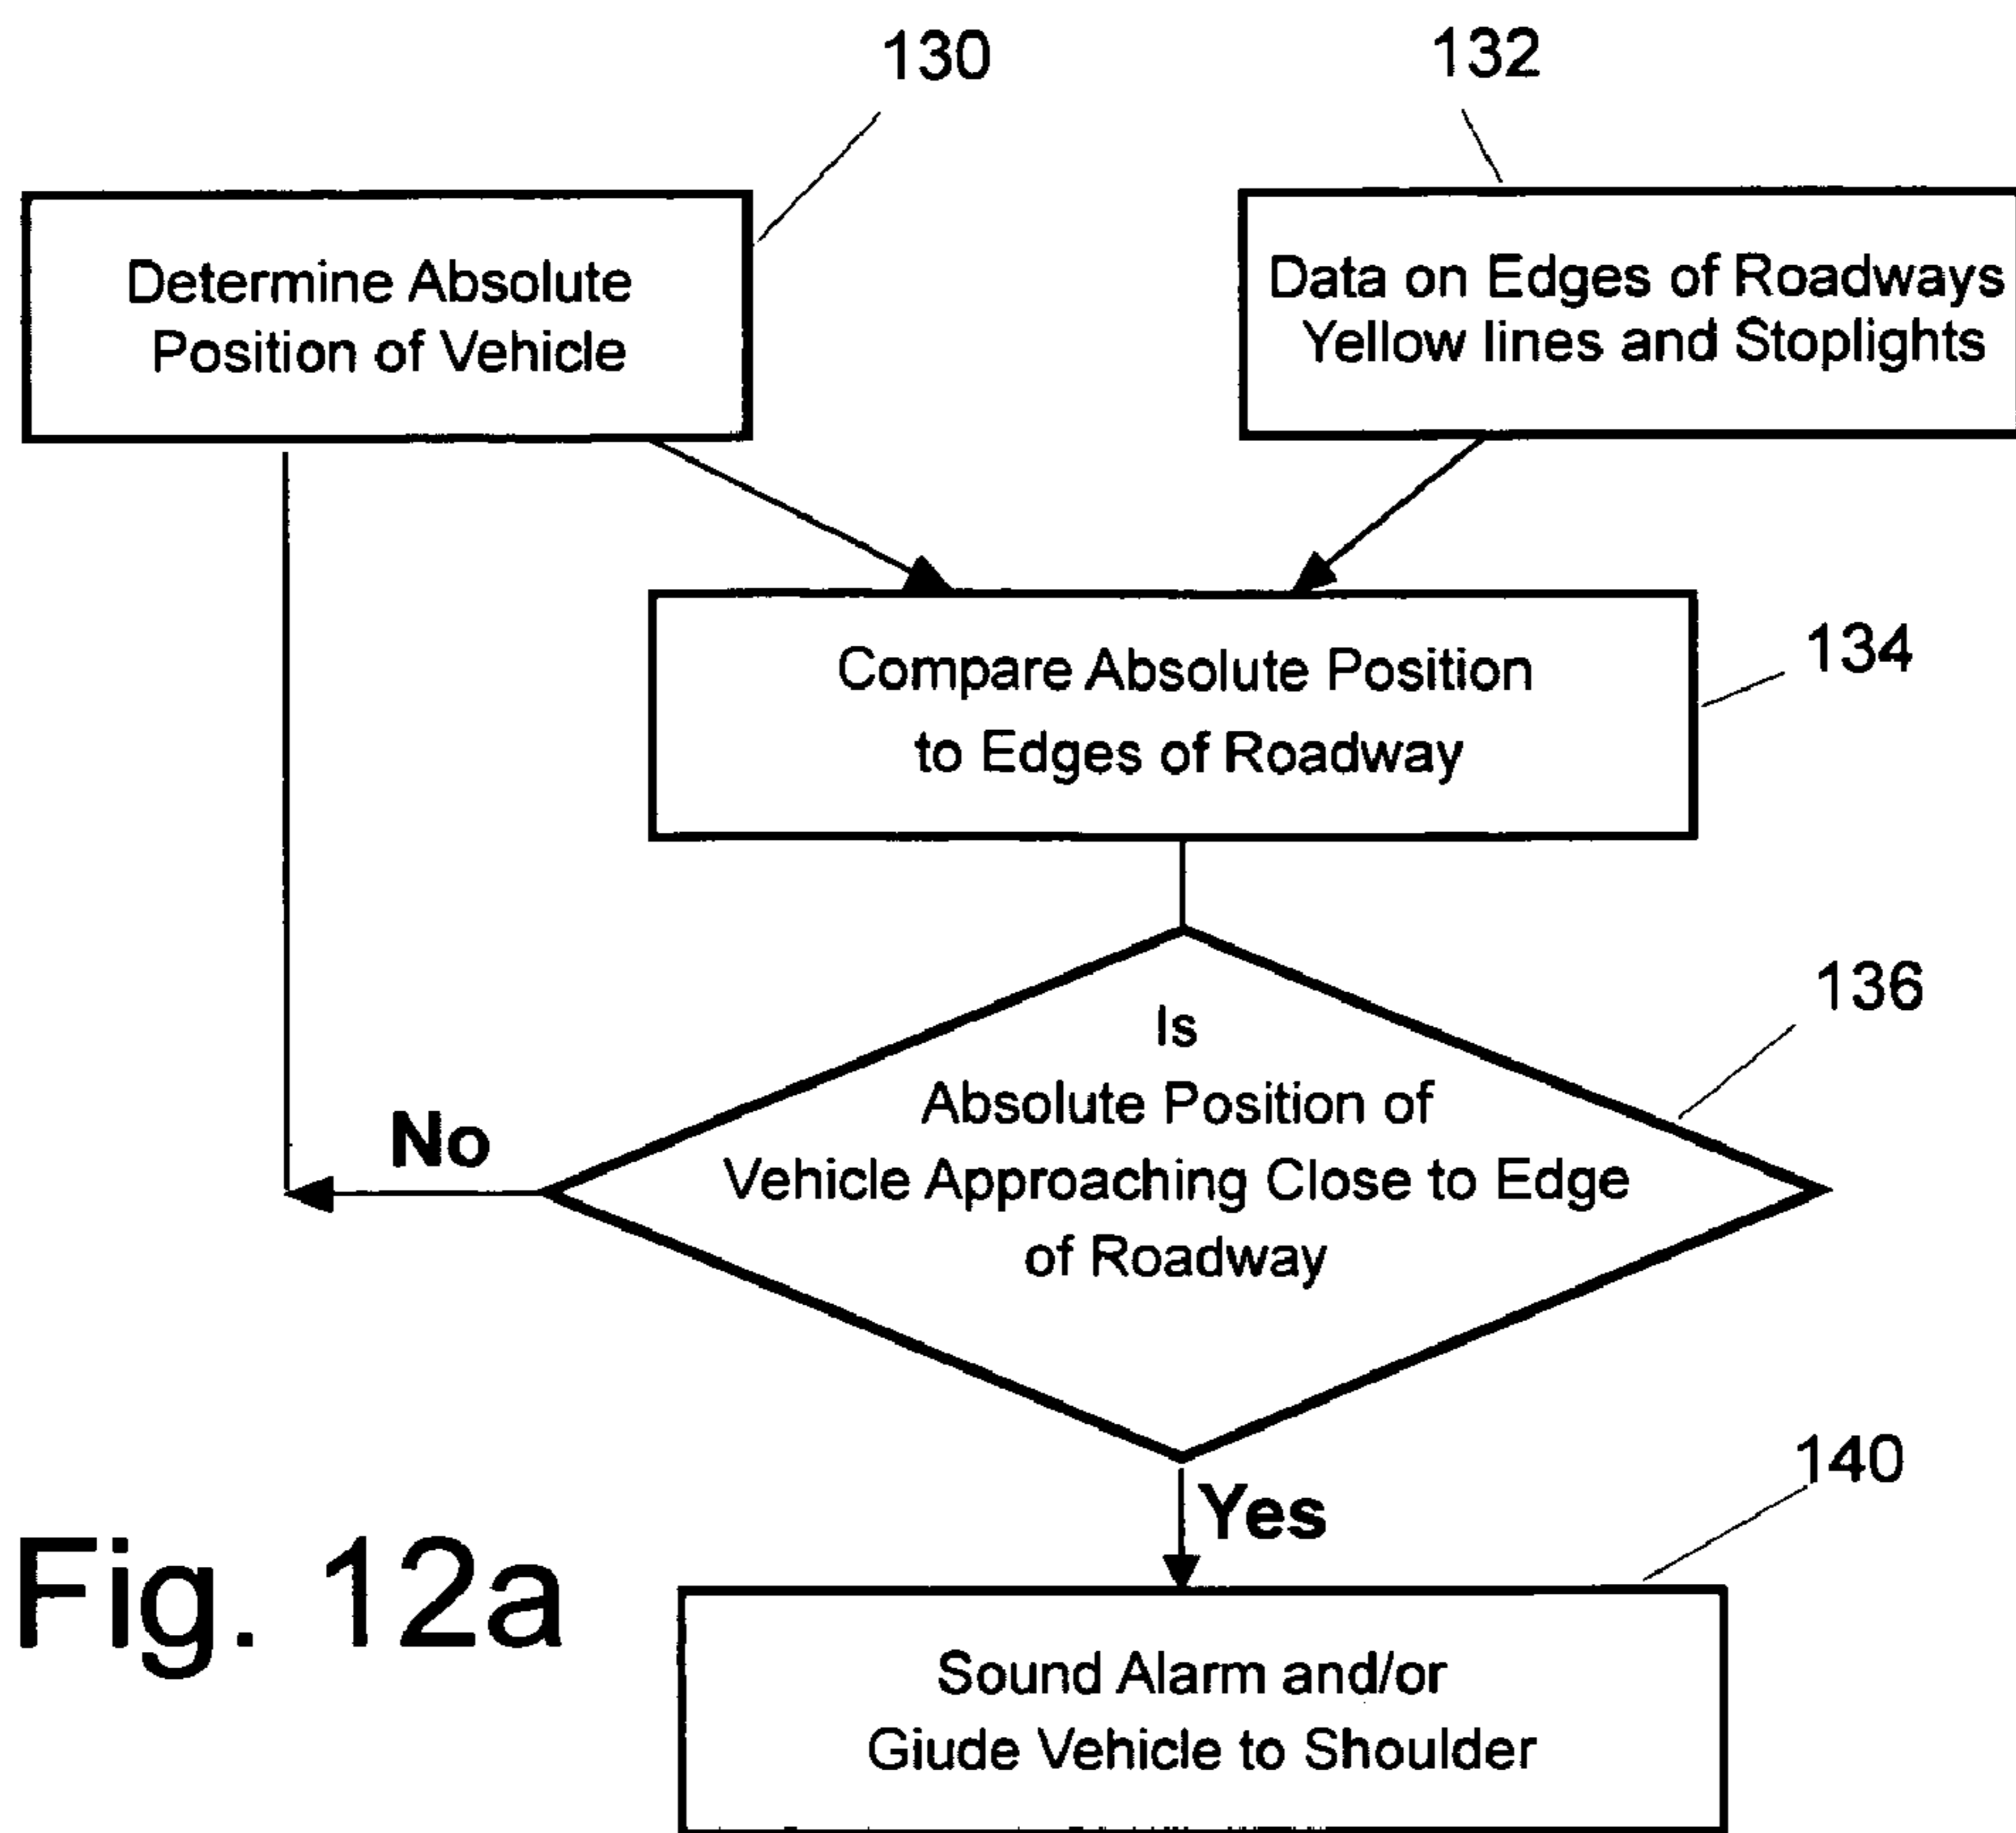 130
132
Determine Absolute
Position of Vehicle
Data on Edges of Roadways
Yellow lines and Stoplights
Compare Absolute Position
to Edges of Roadway
134
136
Is
Absolute Position of
Vehicle Approaching Close to Edge
of Roadway
No
Yes
140
Sound Alarm and/or
Giude Vehicle to Shoulder
Fig. 12a